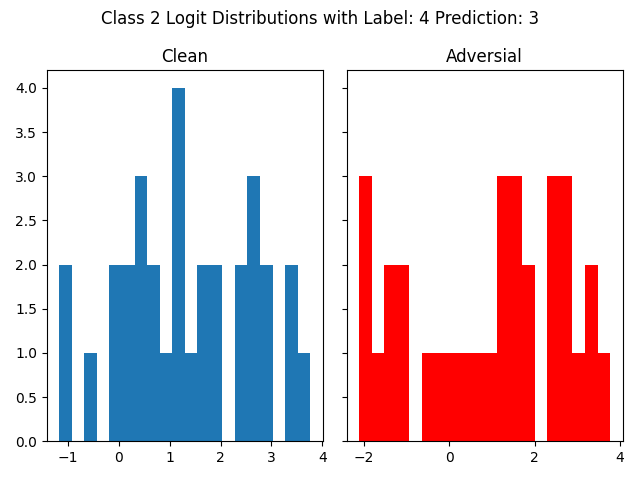 Class 2 Logit Distributions with Label: 4 Prediction: 3
Clean
Adversial
4.0
3.5
3.0
2.5
2.0
1.5
1.0
0.5
0.0
−1 0 1 2 3 4
−2 0 2 4